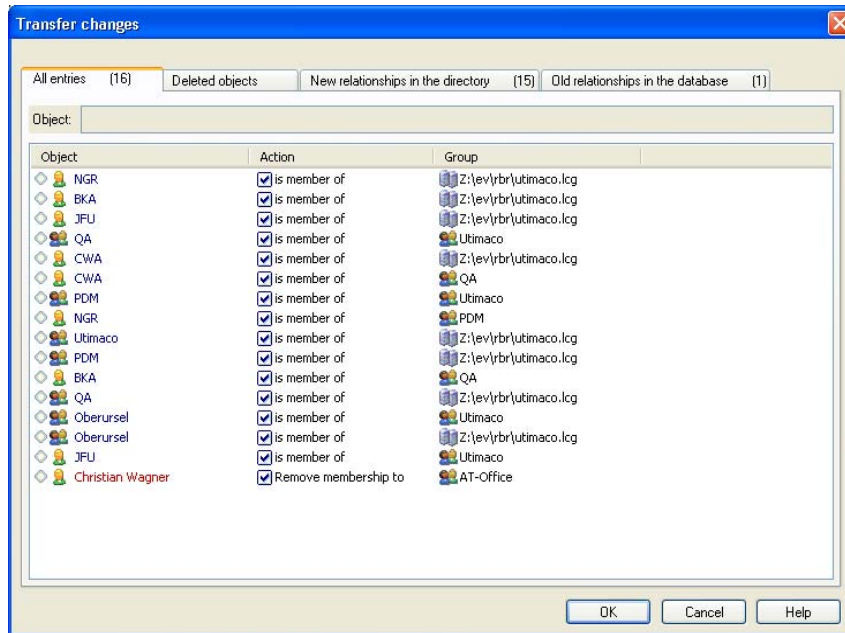 Transfer changes
All entries (16) Deleted objects New relationships in the directory (15) Old relationships in the database (1)
Object:
Object Action Group
NGR is member of Z:\ev\rbr\utimaco.lcg
BKA is member of Z:\ev\rbr\utimaco.lcg
JFU is member of Z:\ev\rbr\utimaco.lcg
QA is member of Utimaco
CWA is member of Z:\ev\rbr\utimaco.lcg
CWA is member of QA
PDM is member of Utimaco
NGR is member of PDM
Utimaco is member of Z:\ev\rbr\utimaco.lcg
PDM is member of Z:\ev\rbr\utimaco.lcg
BKA is member of QA
QA is member of Z:\ev\rbr\utimaco.lcg
Oberursel is member of Utimaco
Oberursel is member of Z:\ev\rbr\utimaco.lcg
JFU is member of Utimaco
Christian Wagner Remove membership to AT-Office
OK Cancel Help